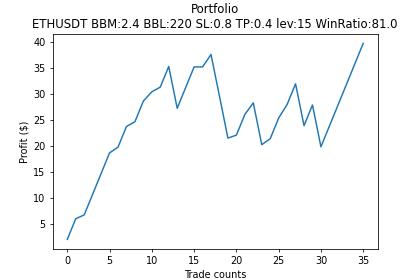 Portfolio
ETHUSDT BBM:2.4 BBL:220 SL:0.8 TP:0.4 lev:15 WinRatio:81.0
40
35
30
25
20
15
10
5
Profit ($)
0 5 10 15 20 25 30 35
Trade counts